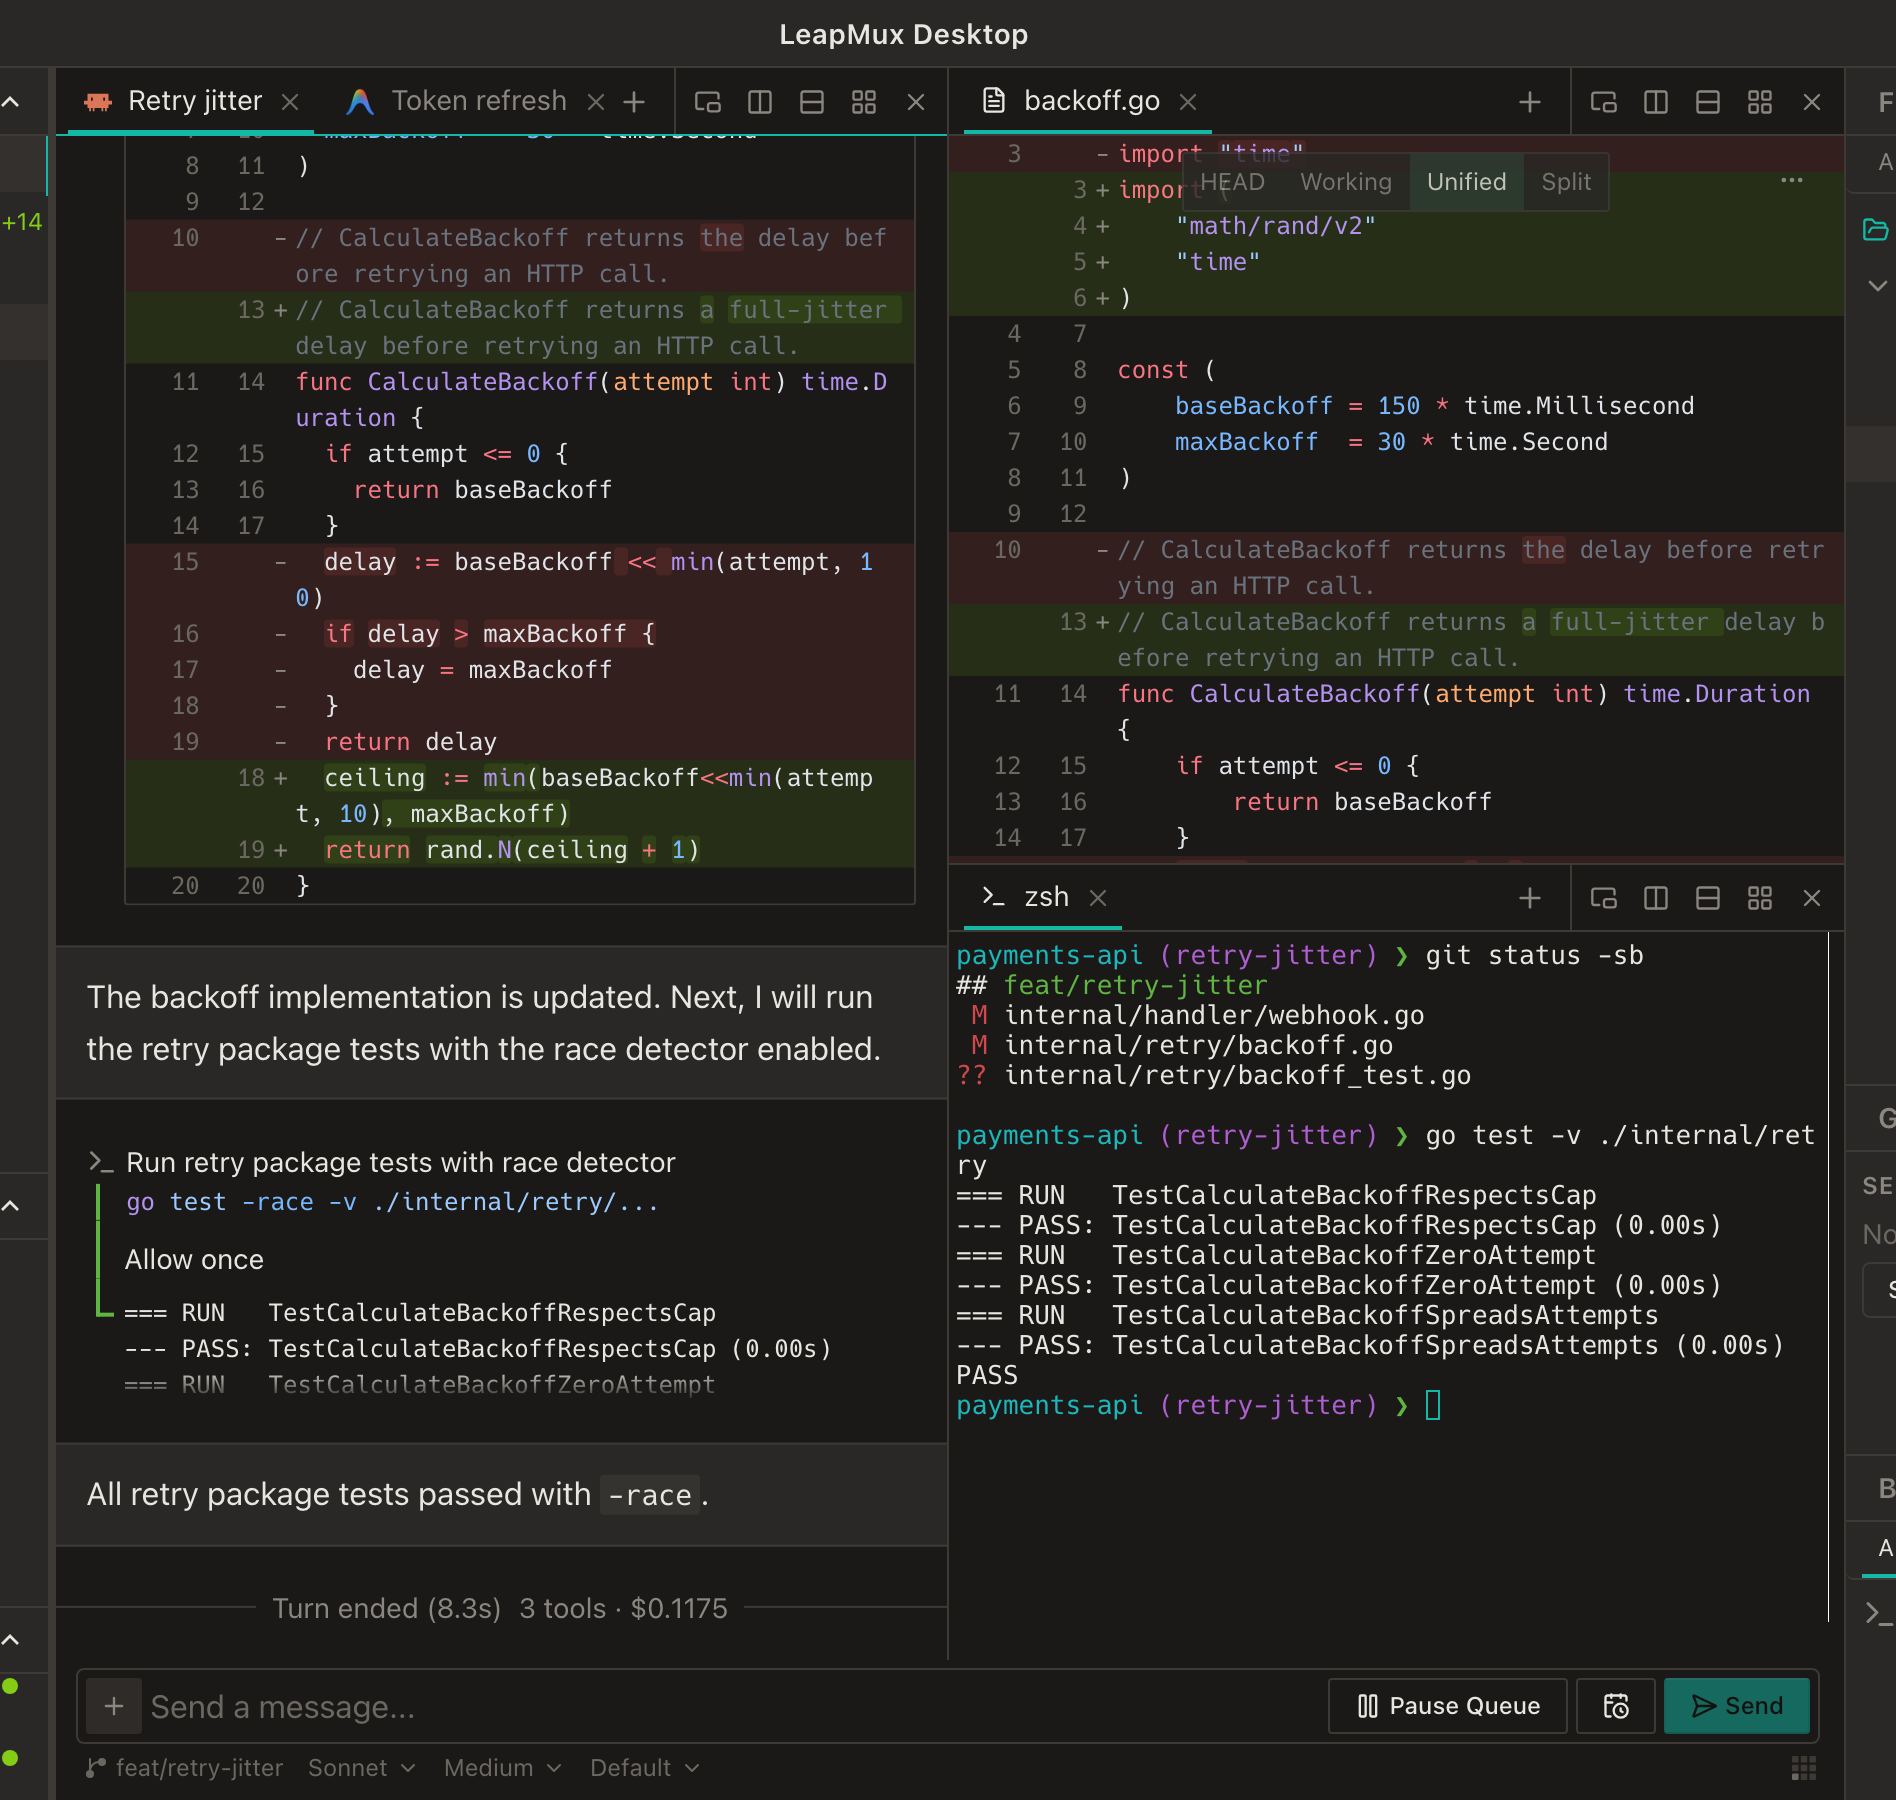 LeapMux Desktop
Retry jitter
Token refresh
+14
8 11 )
9 12
10 - // CalculateBackoff returns the delay bef
ore retrying an HTTP call.
13 + // CalculateBackoff returns a full-jitter
delay before retrying an HTTP call.
11 14 func CalculateBackoff(attempt int) time.D
uration {
12 15 if attempt <= 0 {
13 16 return baseBackoff
14 17 }
15 - delay := baseBackoff << min(attempt, 1
0)
16 - if delay > maxBackoff {
17 - delay = maxBackoff
18 - }
19 - return delay
18 + ceiling := min(baseBackoff<<min(attemp
t, 10), maxBackoff)
19 + return rand.N(ceiling + 1)
20 20 }
The backoff implementation is updated. Next, I will run
the retry package tests with the race detector enabled.
Run retry package tests with race detector
go test -race -v ./internal/retry/...
Allow once
=== RUN TestCalculateBackoffRespectsCap
--- PASS: TestCalculateBackoffRespectsCap (0.00s)
=== RUN TestCalculateBackoffZeroAttempt
All retry package tests passed with -race.
Turn ended (8.3s) 3 tools · $0.1175
backoff.go
3 - import "time"
HEAD Working Unified Split
3 + import (
4 + "math/rand/v2"
5 + "time"
6 + )
4 7
5 8 const (
6 9 baseBackoff = 150 * time.Millisecond
7 10 maxBackoff = 30 * time.Second
8 11 )
9 12
10 - // CalculateBackoff returns the delay before retr
ying an HTTP call.
13 + // CalculateBackoff returns a full-jitter delay b
efore retrying an HTTP call.
11 14 func CalculateBackoff(attempt int) time.Duration
{
12 15 if attempt <= 0 {
13 16 return baseBackoff
14 17 }
zsh
payments-api (retry-jitter) ❯ git status -sb
## feat/retry-jitter
M internal/handler/webhook.go
M internal/retry/backoff.go
?? internal/retry/backoff_test.go
payments-api (retry-jitter) ❯ go test -v ./internal/ret
ry
=== RUN TestCalculateBackoffRespectsCap
--- PASS: TestCalculateBackoffRespectsCap (0.00s)
=== RUN TestCalculateBackoffZeroAttempt
--- PASS: TestCalculateBackoffZeroAttempt (0.00s)
=== RUN TestCalculateBackoffSpreadsAttempts
--- PASS: TestCalculateBackoffSpreadsAttempts (0.00s)
PASS
payments-api (retry-jitter) ❯
Send a message...
Pause Queue
Send
feat/retry-jitter Sonnet Medium Default